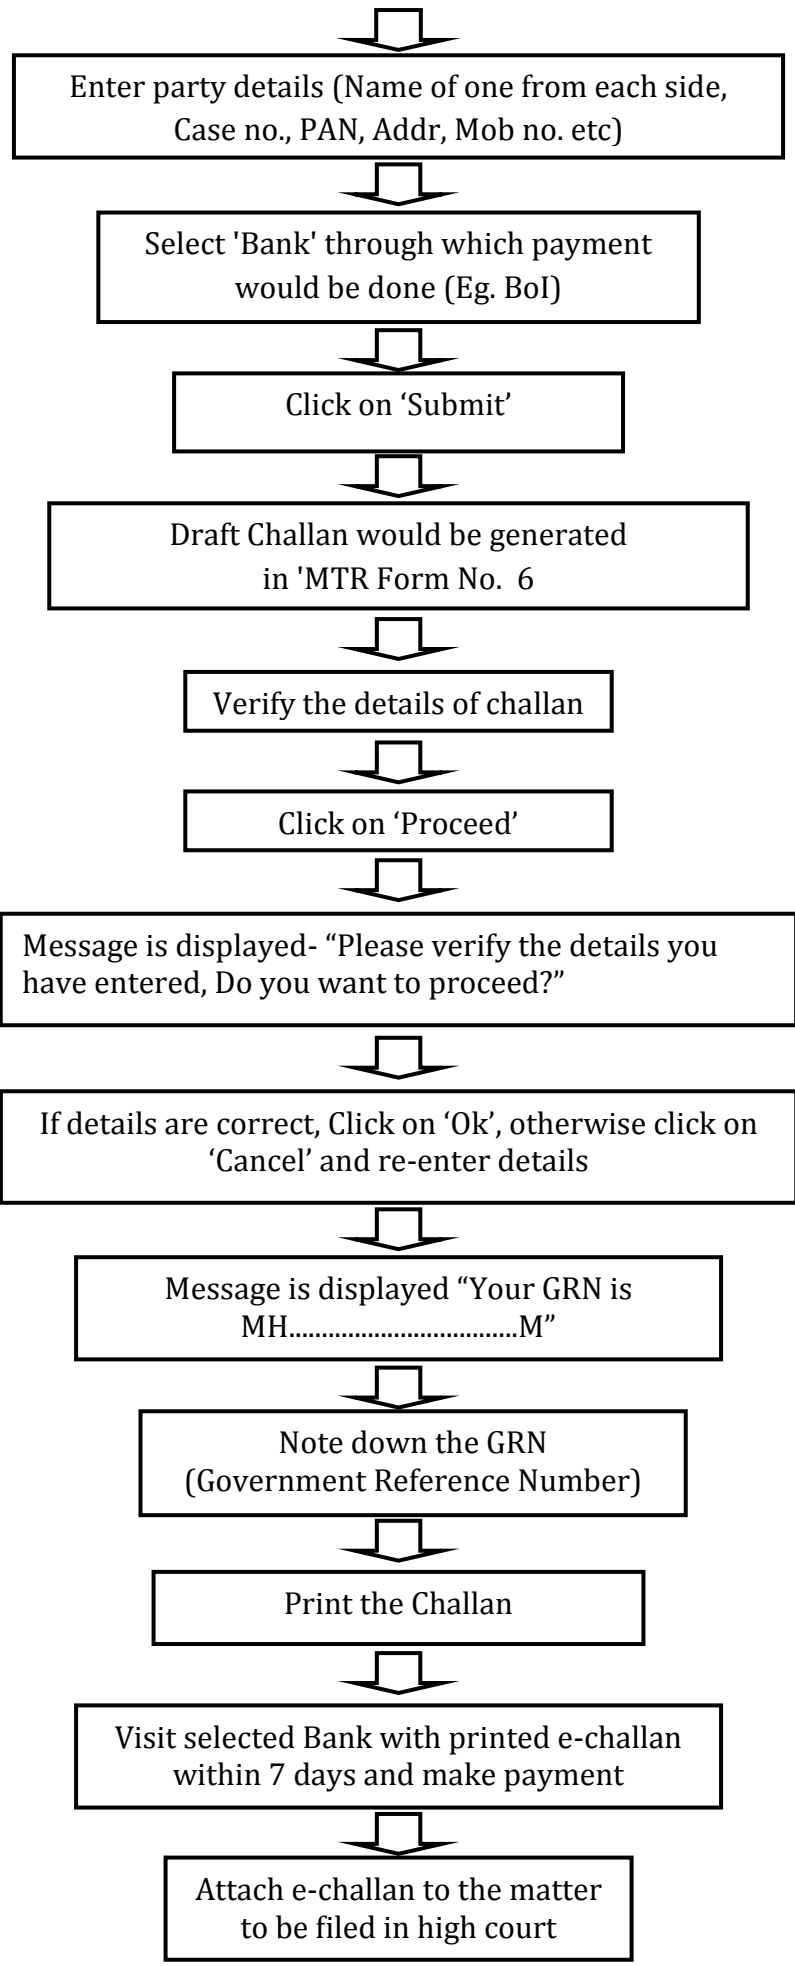 Enter party details (Name of one from each side,
Case no., PAN, Addr, Mob no. etc)
Select 'Bank' through which payment
would be done (Eg. BoI)
Click on ‘Submit’
Draft Challan would be generated
in 'MTR Form No.  6
Verify the details of challan
Click on ‘Proceed’
Message is displayed- “Please verify the details you
have entered, Do you want to proceed?”
If details are correct, Click on ‘Ok’, otherwise click on
‘Cancel’ and re-enter details
Message is displayed “Your GRN is
MH...................................M”
Note down the GRN
(Government Reference Number)
Print the Challan
Visit selected Bank with printed e-challan
within 7 days and make payment
Attach e-challan to the matter
to be filed in high court